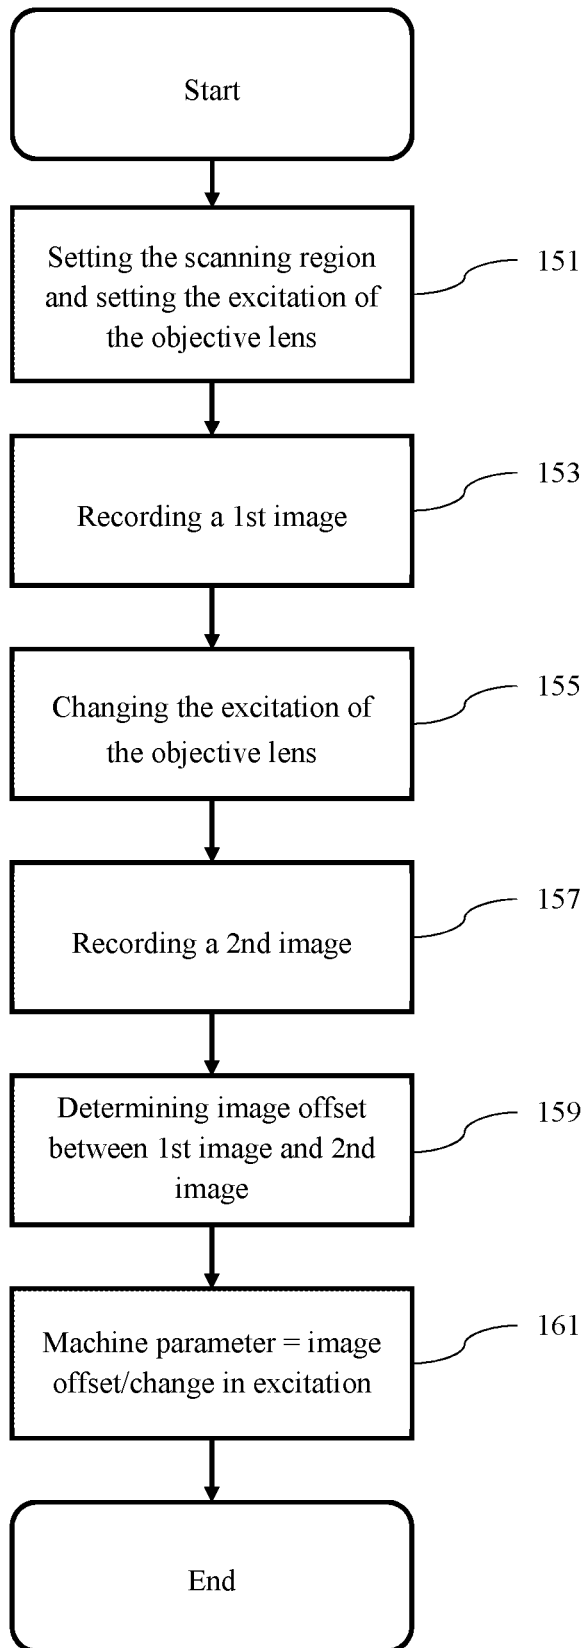 Start
Setting the scanning region
and setting the excitation of
the objective lens
151
Recording a 1st image
153
Changing the excitation of
the objective lens
155
Recording a 2nd image
157
Determining image offset
between 1st image and 2nd
image
159
Machine parameter = image
offset/change in excitation
161
End